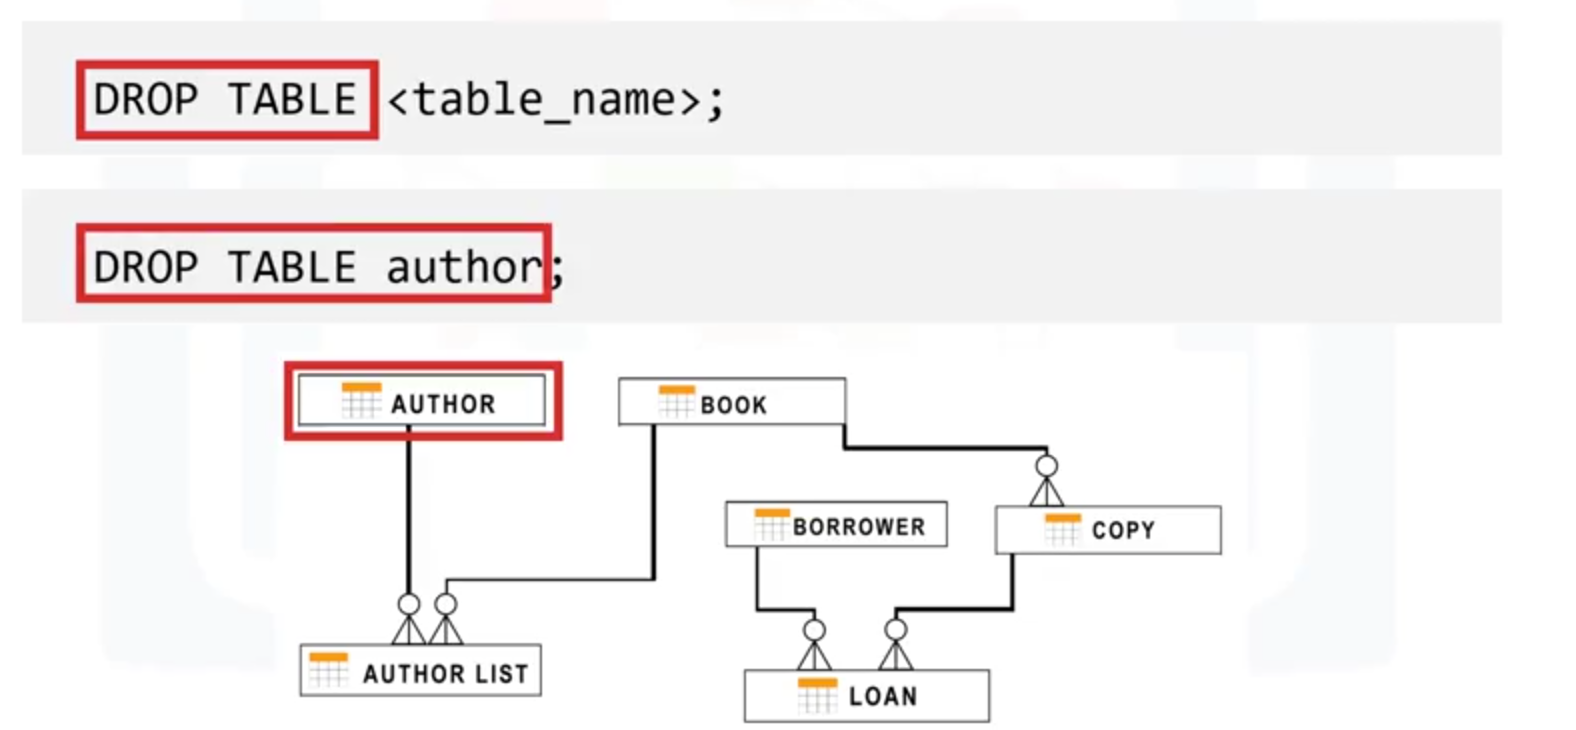 DROP TABLE <table_name>;
DROP TABLE author;
AUTHOR
BOOK
BORROWER
COPY
AUTHOR LIST
LOAN